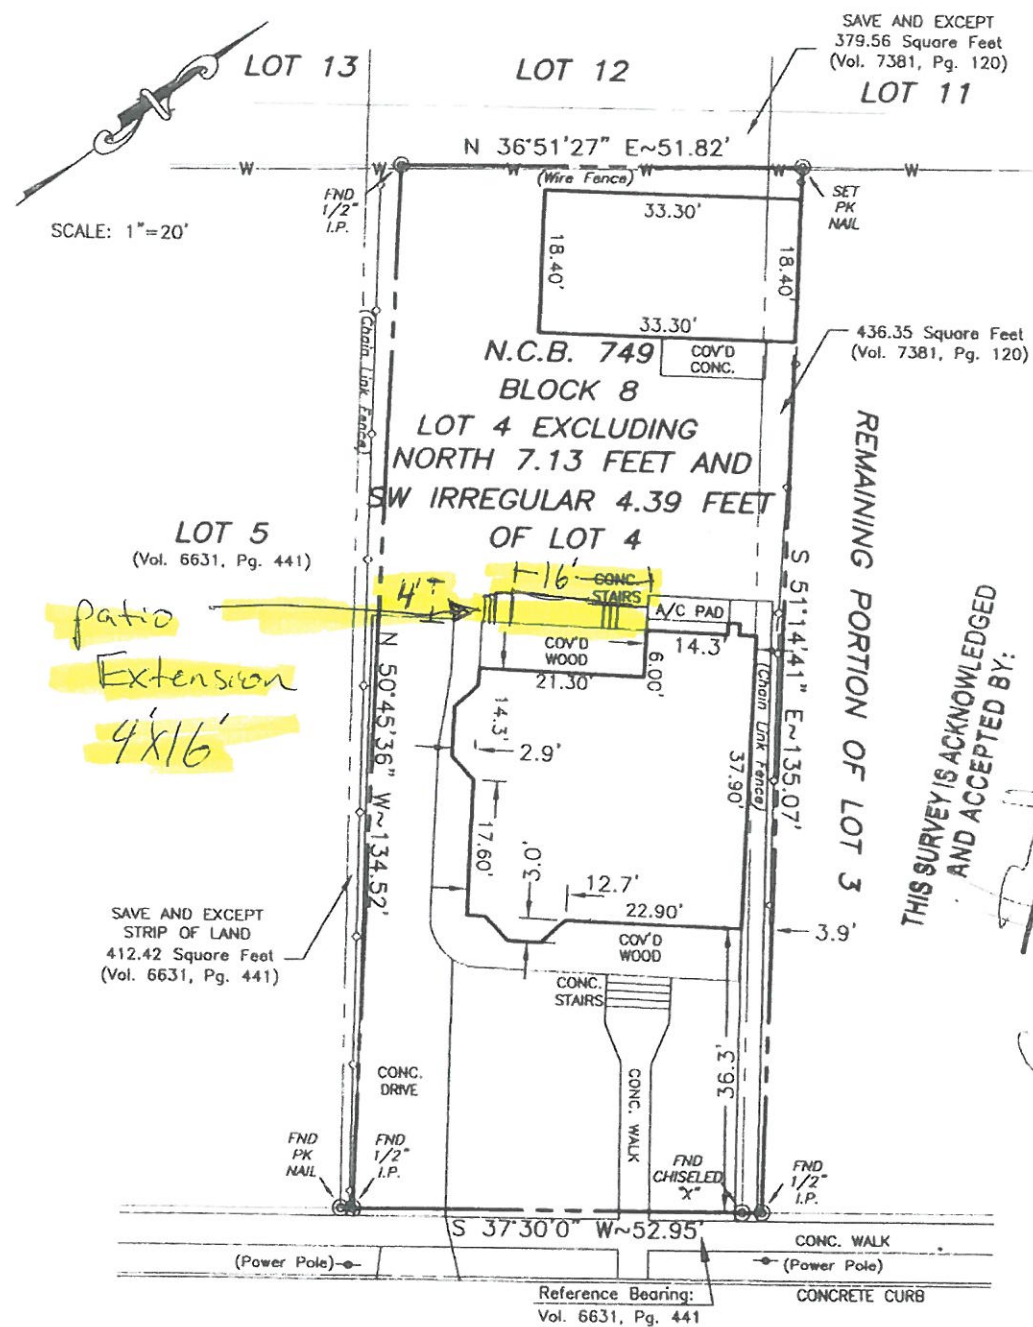 SAVE AND EXCEPT
379.56 Square Feet
(Vol. 7381, Pg. 120)
LOT 13
LOT 12
LOT 11
N 36°51'27" E~51.82'
W
W
W
W
W
(Wire Fence)
FND
1/2"
I.P.
SET
PK
NAIL
SCALE: 1"=20'
33.30'
18.40'
18.40'
33.30'
COV'D
CONC.
436.35 Square Feet
(Vol. 7381, Pg. 120)
(Chain Link Fence)
N.C.B. 749
BLOCK 8
LOT 4 EXCLUDING
NORTH 7.13 FEET AND
SW IRREGULAR 4.39 FEET
OF LOT 4
REMAINING PORTION OF LOT 3
LOT 5
(Vol. 6631, Pg. 441)
S 51°14'41" E~135.07'
4'
16'
CONC.
STAIRS
A/C PAD
patio
Extension
4'X16'
COV'D
WOOD
14.3'
21.30'
6.00'
N 50°45'36" W~134.52'
14.3'
2.9'
(Chain Link Fence)
37.90'
17.60'
3.0'
12.7'
22.90'
3.9'
THIS SURVEY IS ACKNOWLEDGED
AND ACCEPTED BY:
SAVE AND EXCEPT
STRIP OF LAND
412.42 Square Feet
(Vol. 6631, Pg. 441)
COV'D
WOOD
CONC.
STAIRS
36.3'
CONC.
DRIVE
CONC. WALK
FND
PK
NAIL
FND
1/2"
I.P.
FND
CHISELED
"X"
FND
1/2"
I.P.
S 37°30'0" W~52.95'
CONC. WALK
(Power Pole)
(Power Pole)
Reference Bearing:
Vol. 6631, Pg. 441
CONCRETE CURB